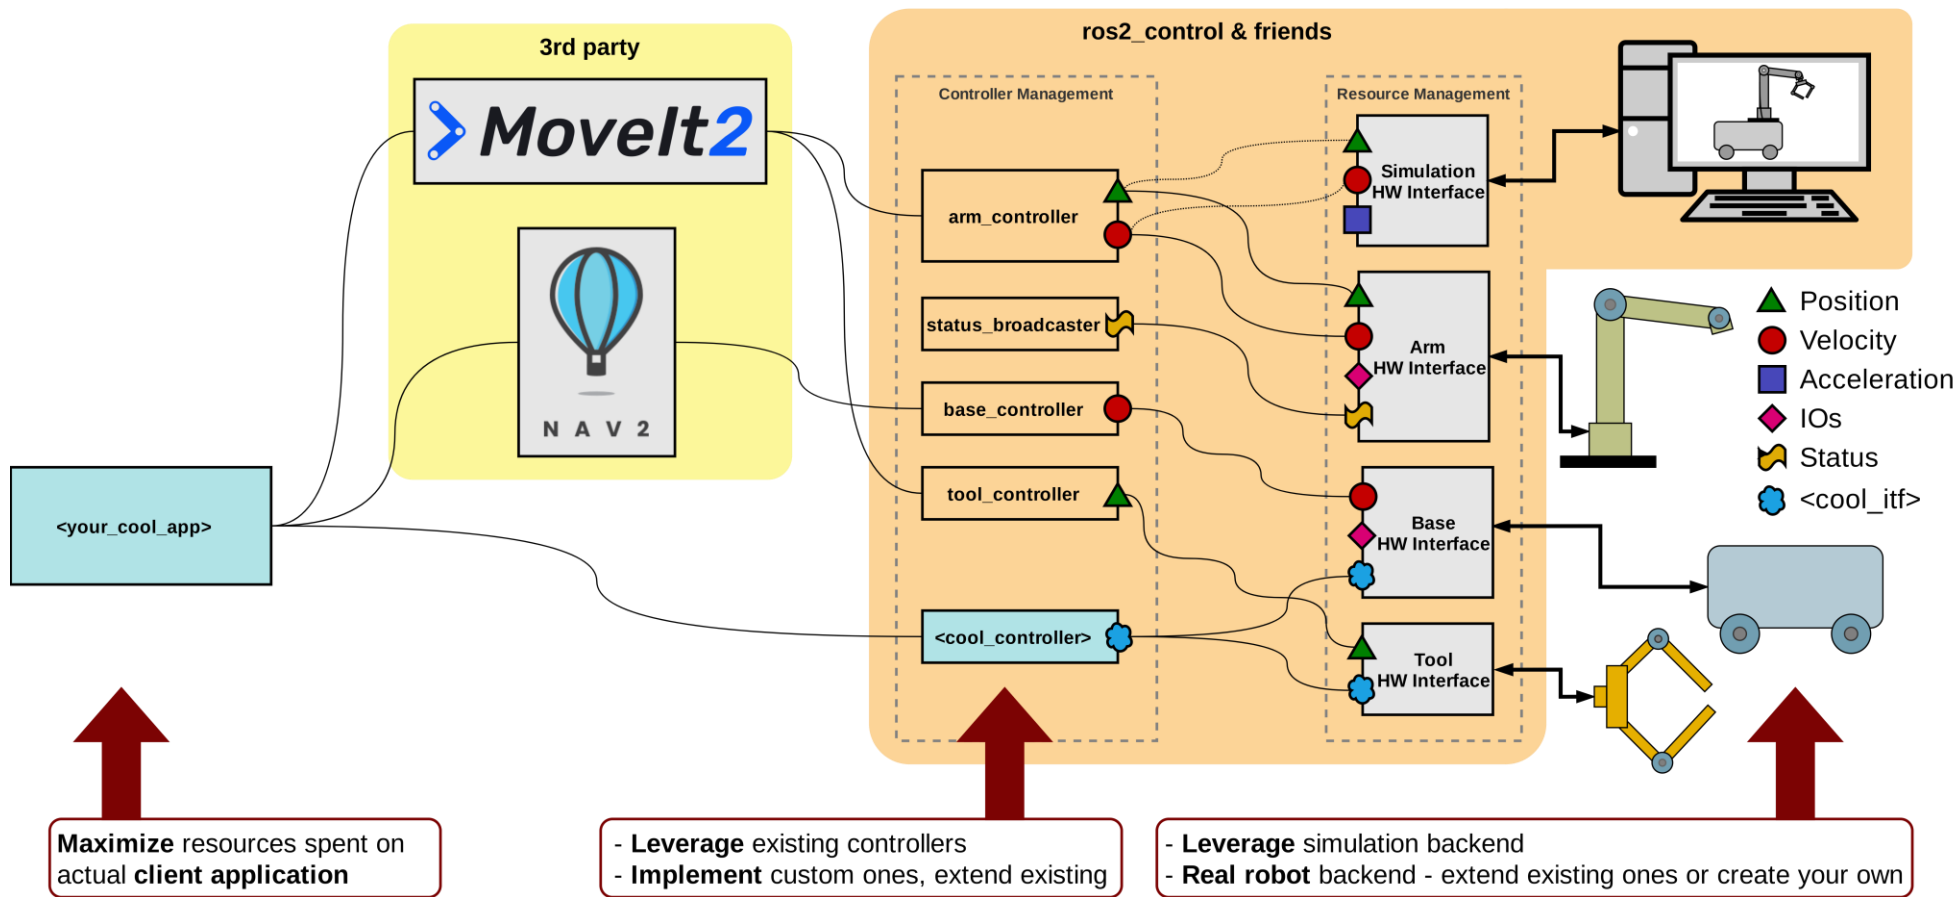 3rd party
MoveIt2
NAV2
<your_cool_app>
ros2_control & friends
Controller Management
arm_controller
status_broadcaster
base_controller
tool_controller
<cool_controller>
Resource Management
Simulation
HW Interface
Arm
HW Interface
Base
HW Interface
Tool
HW Interface
Position
Velocity
Acceleration
IOs
Status
<cool_itf>
Maximize resources spent on
actual client application
- Leverage existing controllers
- Implement custom ones, extend existing
- Leverage simulation backend
- Real robot backend - extend existing ones or create your own